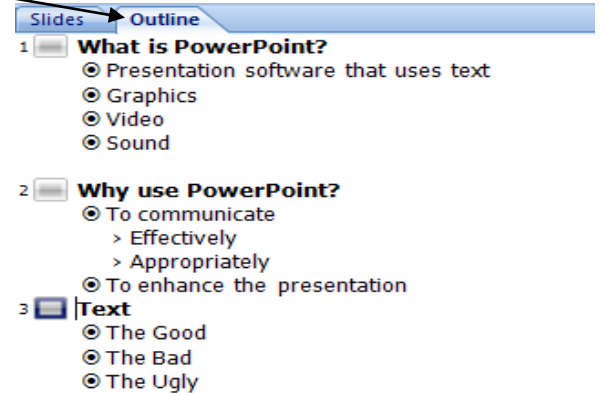 Slides Outline
1 What is PowerPoint?
⦿ Presentation software that uses text
⦿ Graphics
⦿ Video
⦿ Sound
2 Why use PowerPoint?
⦿ To communicate
> Effectively
> Appropriately
⦿ To enhance the presentation
3 Text
⦿ The Good
⦿ The Bad
⦿ The Ugly